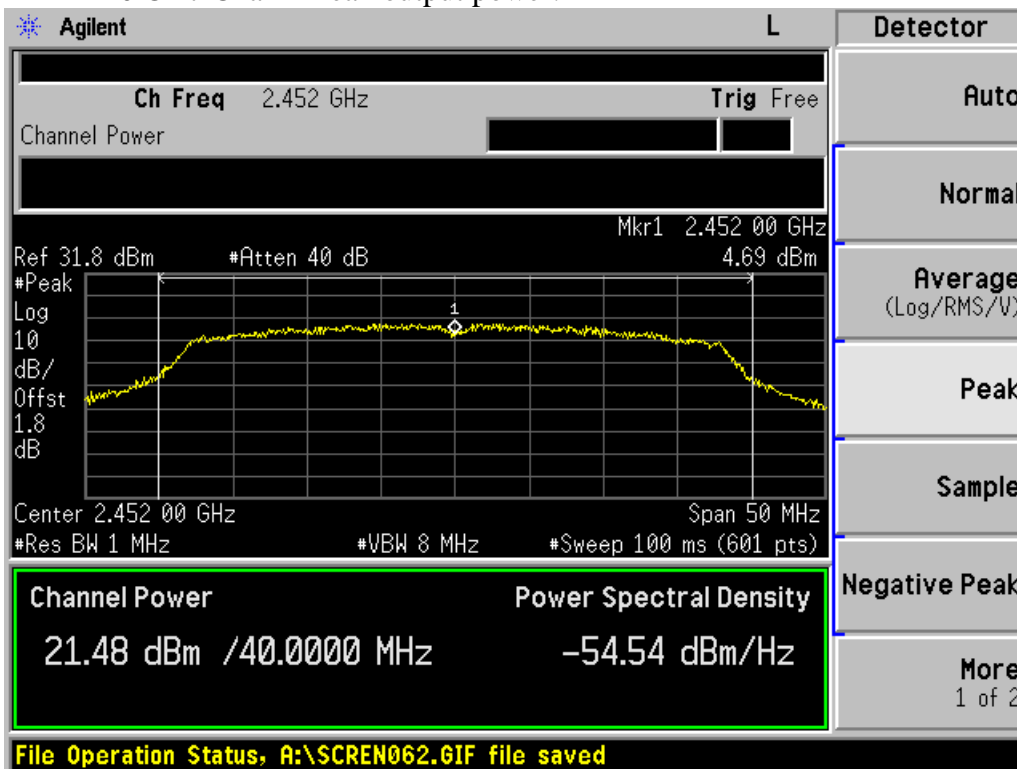 Agilent L Detector
Ch Freq 2.452 GHz Trig Free
Channel Power
Auto
Normal
Mkr1 2.452 00 GHz
Ref 31.8 dBm #Atten 40 dB 4.69 dBm
#Peak
Log
10
dB/
Offst
1.8
dB
1
Average
(Log/RMS/V)
Peak
Sample
Center 2.452 00 GHz Span 50 MHz
#Res BW 1 MHz #VBW 8 MHz #Sweep 100 ms (601 pts)
Negative Peak
Channel Power Power Spectral Density
21.48 dBm /40.0000 MHz -54.54 dBm/Hz
More
1 of 2
File Operation Status, A:\SCREN062.GIF file saved